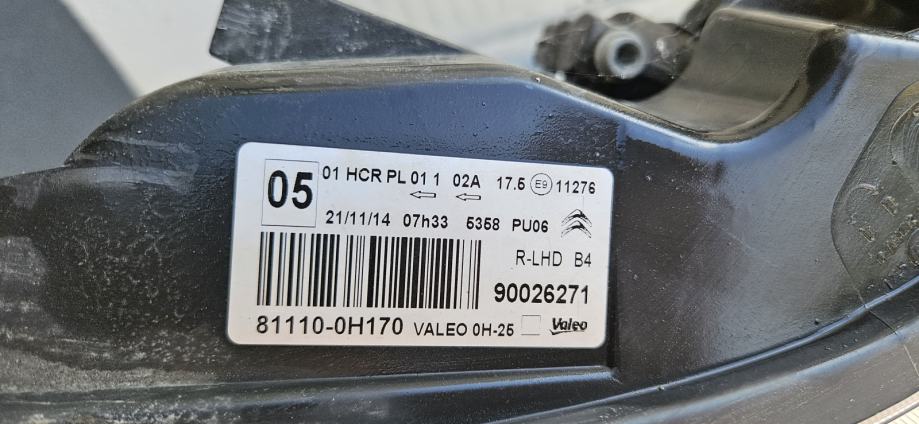 05
01 HCR PL 01 1 02A 17.5 E9 11276
21/11/14 07h33 5358 PU06
R-LHD B4
90026271
81110-0H170 VALEO 0H-25 Valeo